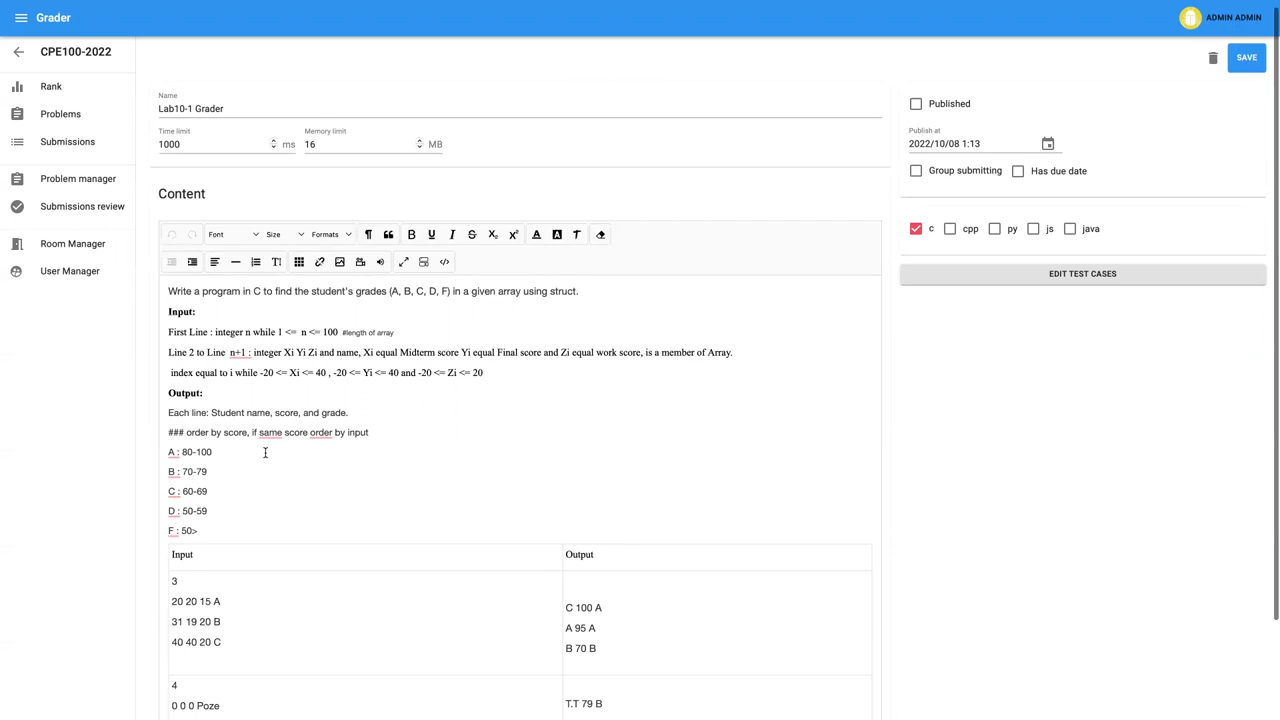 Grader
ADMIN ADMIN
CPE100-2022
SAVE
Rank
Problems
Submissions
Problem manager
Submissions review
Room Manager
User Manager
Name
Lab10-1 Grader
Time limit
Memory limit
1000
ms
16
MB
Published
Publish at
2022/10/08 1:13
Group submitting
Has due date
c
cpp
py
js
java
EDIT TEST CASES
Content
Font
Size
Formats
Write a program in C to find the student's grades (A, B, C, D, F) in a given array using struct.
Input:
First Line : integer n while 1 <= n <= 100 #length of array
Line 2 to Line n+1 : integer Xi Yi Zi and name, Xi equal Midterm score Yi equal Final score and Zi equal work score, is a member of Array.
index equal to i while -20 <= Xi <= 40 , -20 <= Yi <= 40 and -20 <= Zi <= 20
Output:
Each line: Student name, score, and grade.
### order by score, if same score order by input
A : 80-100
B : 70-79
C : 60-69
D : 50-59
F : 50>
Input
Output
3
20 20 15 A
31 19 20 B
40 40 20 C
C 100 A
A 95 A
B 70 B
4
0 0 0 Poze
T.T 79 B